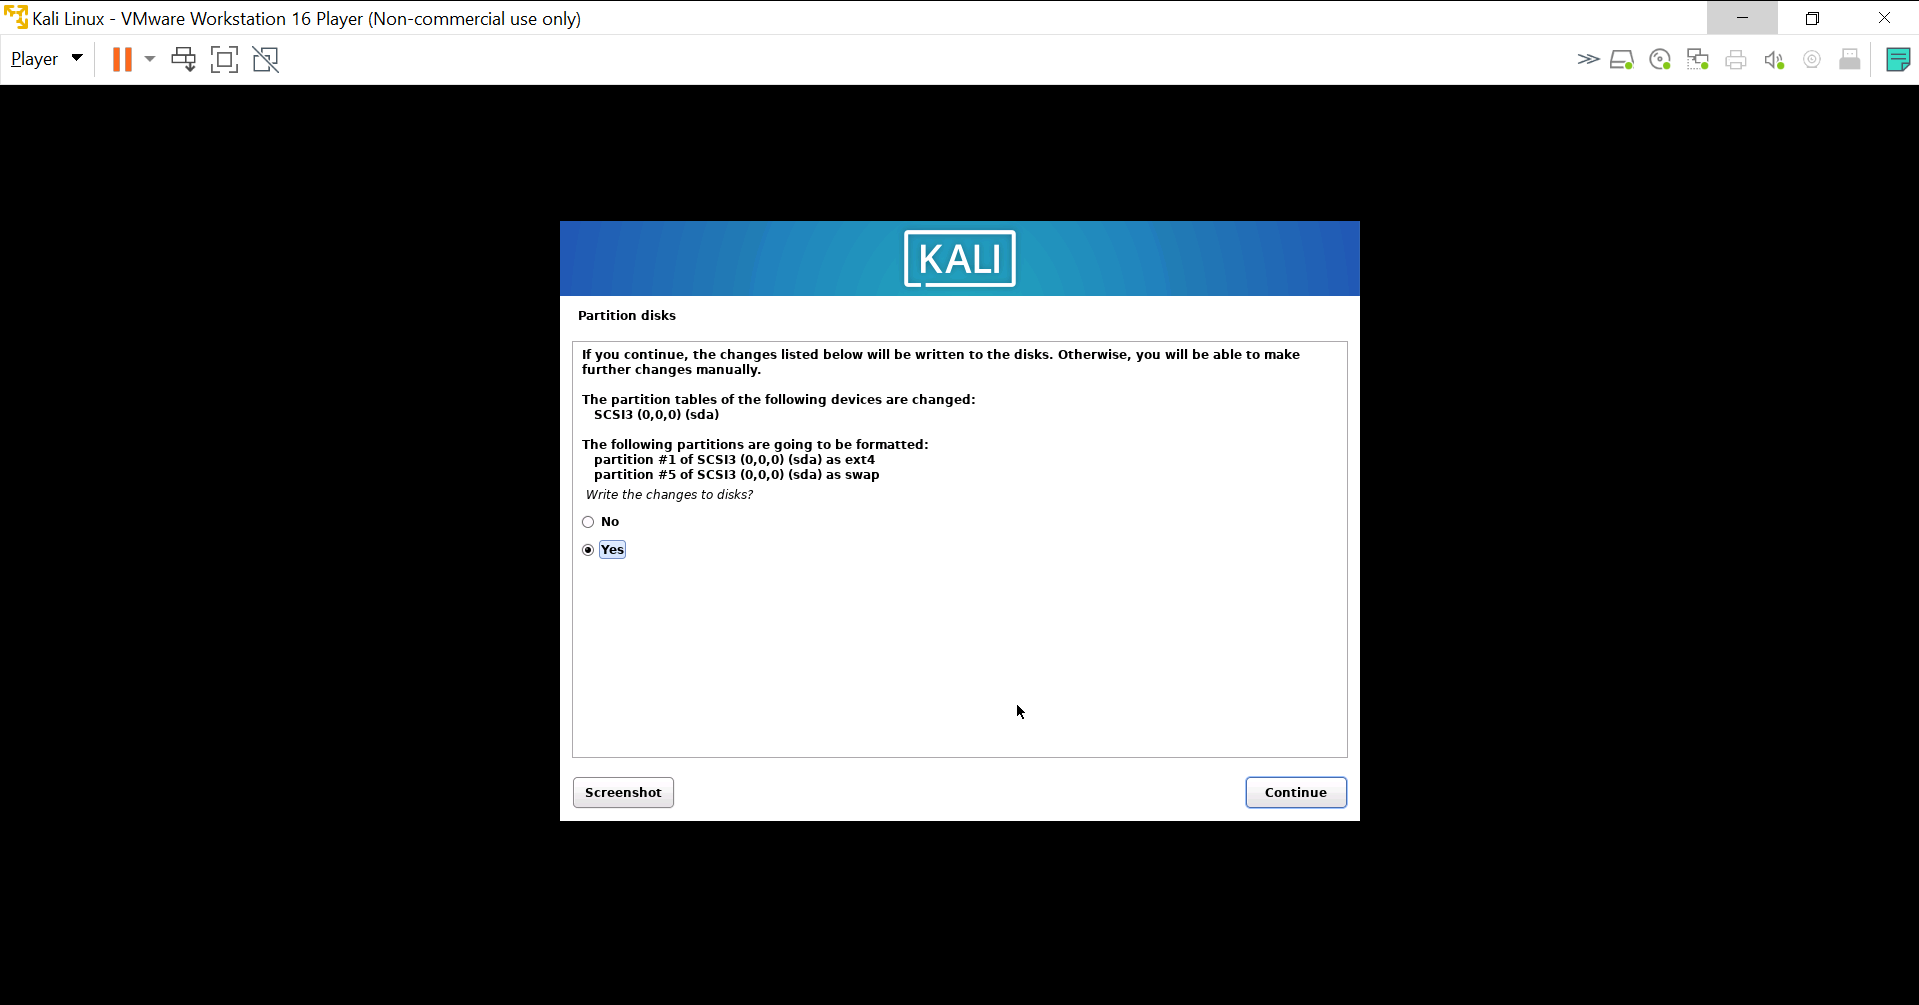 Kali Linux - VMware Workstation 16 Player (Non-commercial use only)
Player
KALI
Partition disks
If you continue, the changes listed below will be written to the disks. Otherwise, you will be able to make
further changes manually.
The partition tables of the following devices are changed:
SCSI3 (0,0,0) (sda)
The following partitions are going to be formatted:
partition #1 of SCSI3 (0,0,0) (sda) as ext4
partition #5 of SCSI3 (0,0,0) (sda) as swap
Write the changes to disks?
No
Yes
Screenshot
Continue